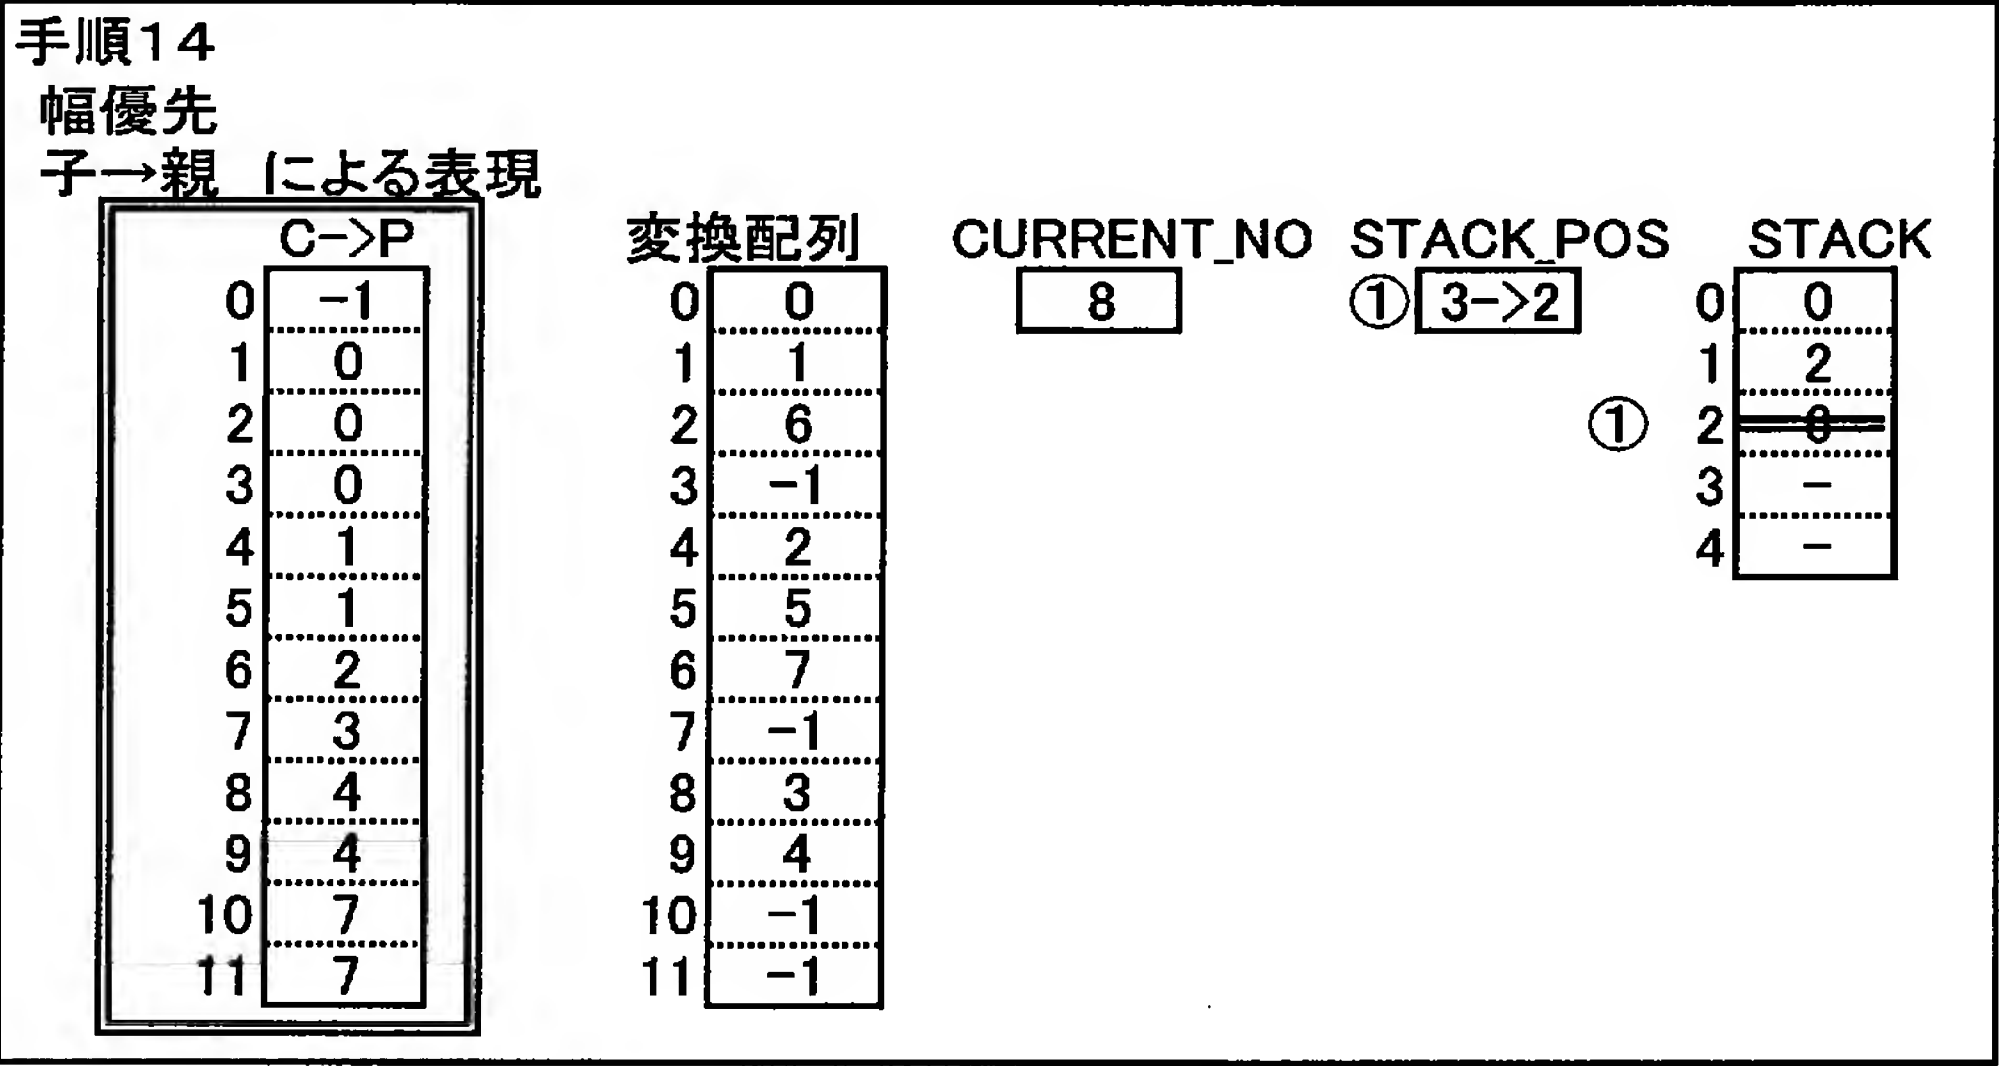 手順14
幅優先
子→親 による表現
C->P 変換配列 CURRENT_NO STACK_POS STACK
0 -1 0 0 8 ① 3->2 0 0
1 0 1 1 1 2
2 0 2 6 ① 2
3 0 3 -1 3 -
4 1 4 2 4 -
5 1 5 5
6 2 6 7
7 3 7 -1
8 4 8 3
9 4 9 4
10 7 10 -1
11 7 11 -1